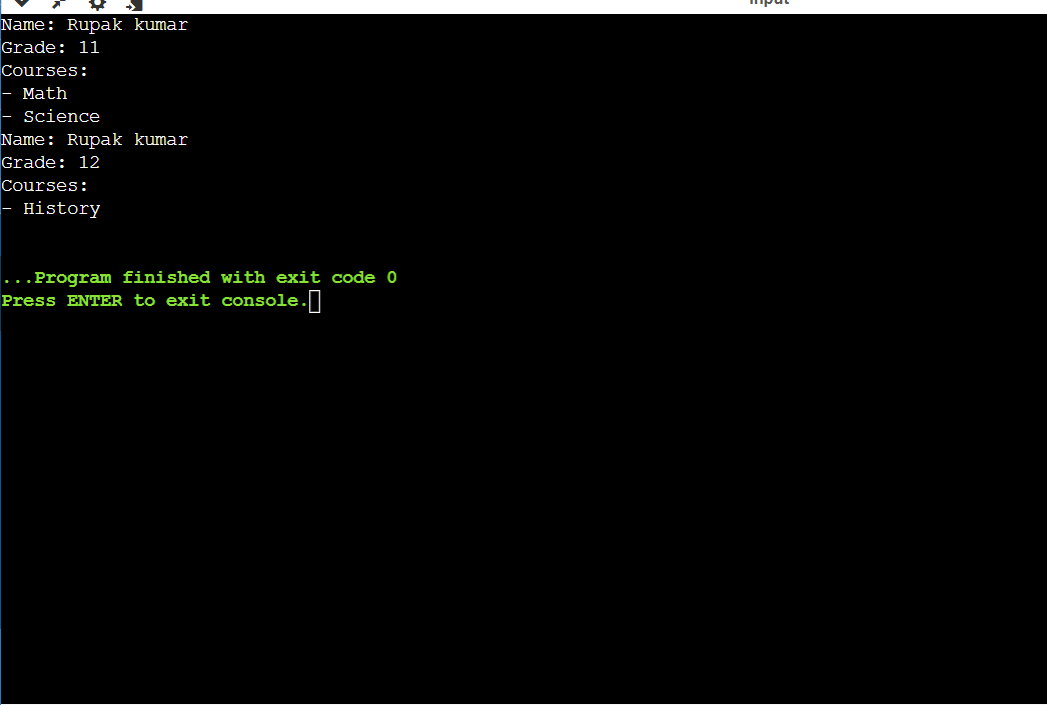 input
Name: Rupak kumar
Grade: 11
Courses:
- Math
- Science
Name: Rupak kumar
Grade: 12
Courses:
- History
...Program finished with exit code 0
Press ENTER to exit console.